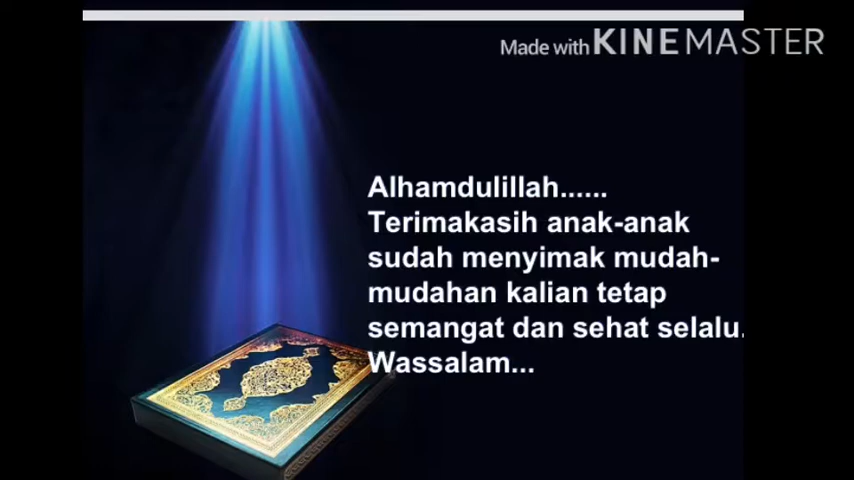 Made with KINEMASTER
Alhamdulillah......
Terimakasih anak-anak
sudah menyimak mudah-
mudahan kalian tetap
semangat dan sehat selalu.
Wassalam...